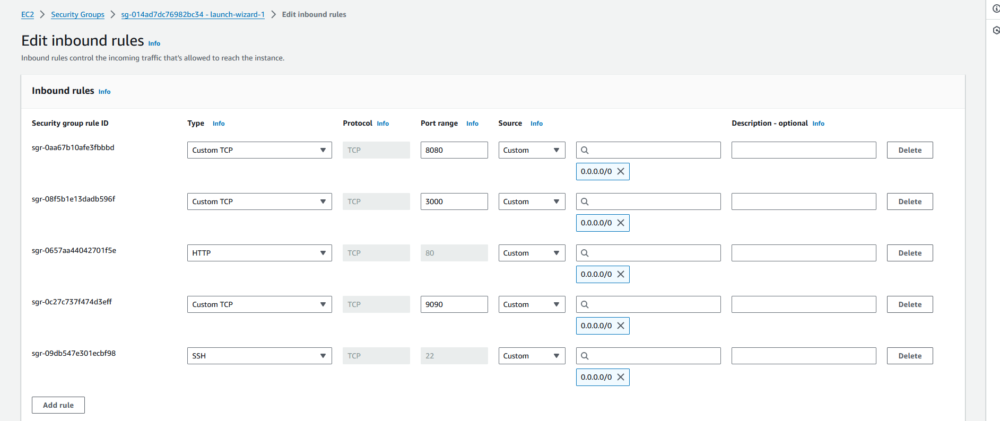 EC2 > Security Groups > sg-014ad7dc76982bc34 - launch-wizard-1 > Edit inbound rules
Edit inbound rules Info
Inbound rules control the incoming traffic that's allowed to reach the instance.
Inbound rules Info
Security group rule ID Type Info Protocol Info Port range Info Source Info Description - optional Info
sgr-0aa67b10afe3fbbbd Custom TCP TCP 8080 Custom Delete
0.0.0.0/0
sgr-08f5b1e13dadb596f Custom TCP TCP 3000 Custom Delete
0.0.0.0/0
sgr-0657aa44042701f5e HTTP TCP 80 Custom Delete
0.0.0.0/0
sgr-0c27c737f474d3eff Custom TCP TCP 9090 Custom Delete
0.0.0.0/0
sgr-09db547e301ecbf98 SSH TCP 22 Custom Delete
0.0.0.0/0
Add rule